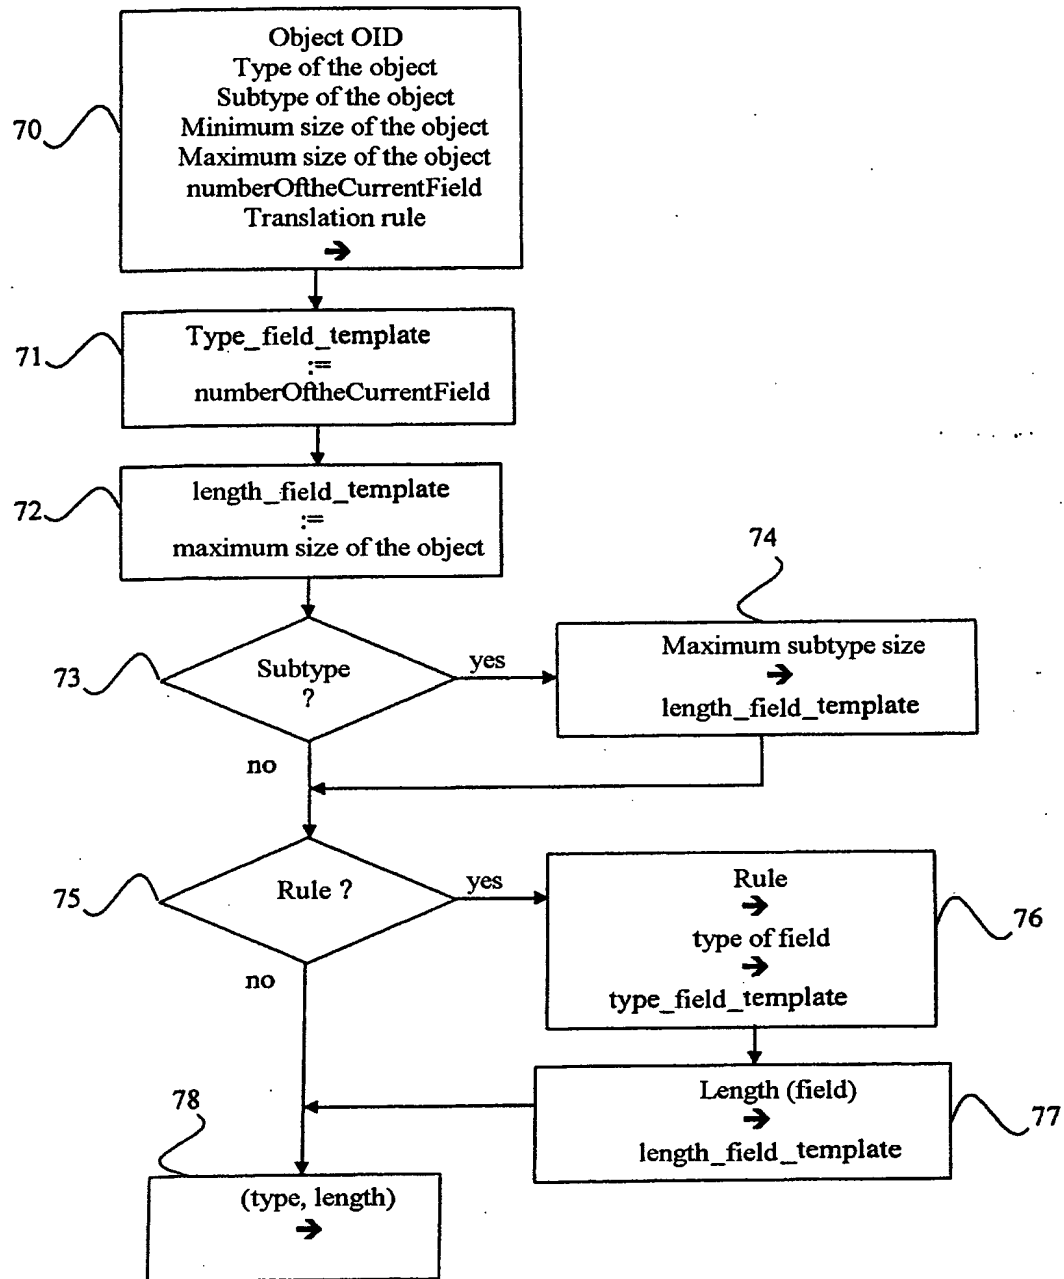 Object OID
Type of the object
Subtype of the object
Minimum size of the object
Maximum size of the object
numberOftheCurrentField
Translation rule
➔
70
Type_field_template
:=
numberOftheCurrentField
71
length_field_template
:=
maximum size of the object
72
74
Subtype
?
73
yes
Maximum subtype size
➔
length_field_template
no
Rule ?
75
yes
Rule
➔
type of field
➔
type_field_template
76
no
Length (field)
➔
length_field_template
77
78
(type, length)
➔